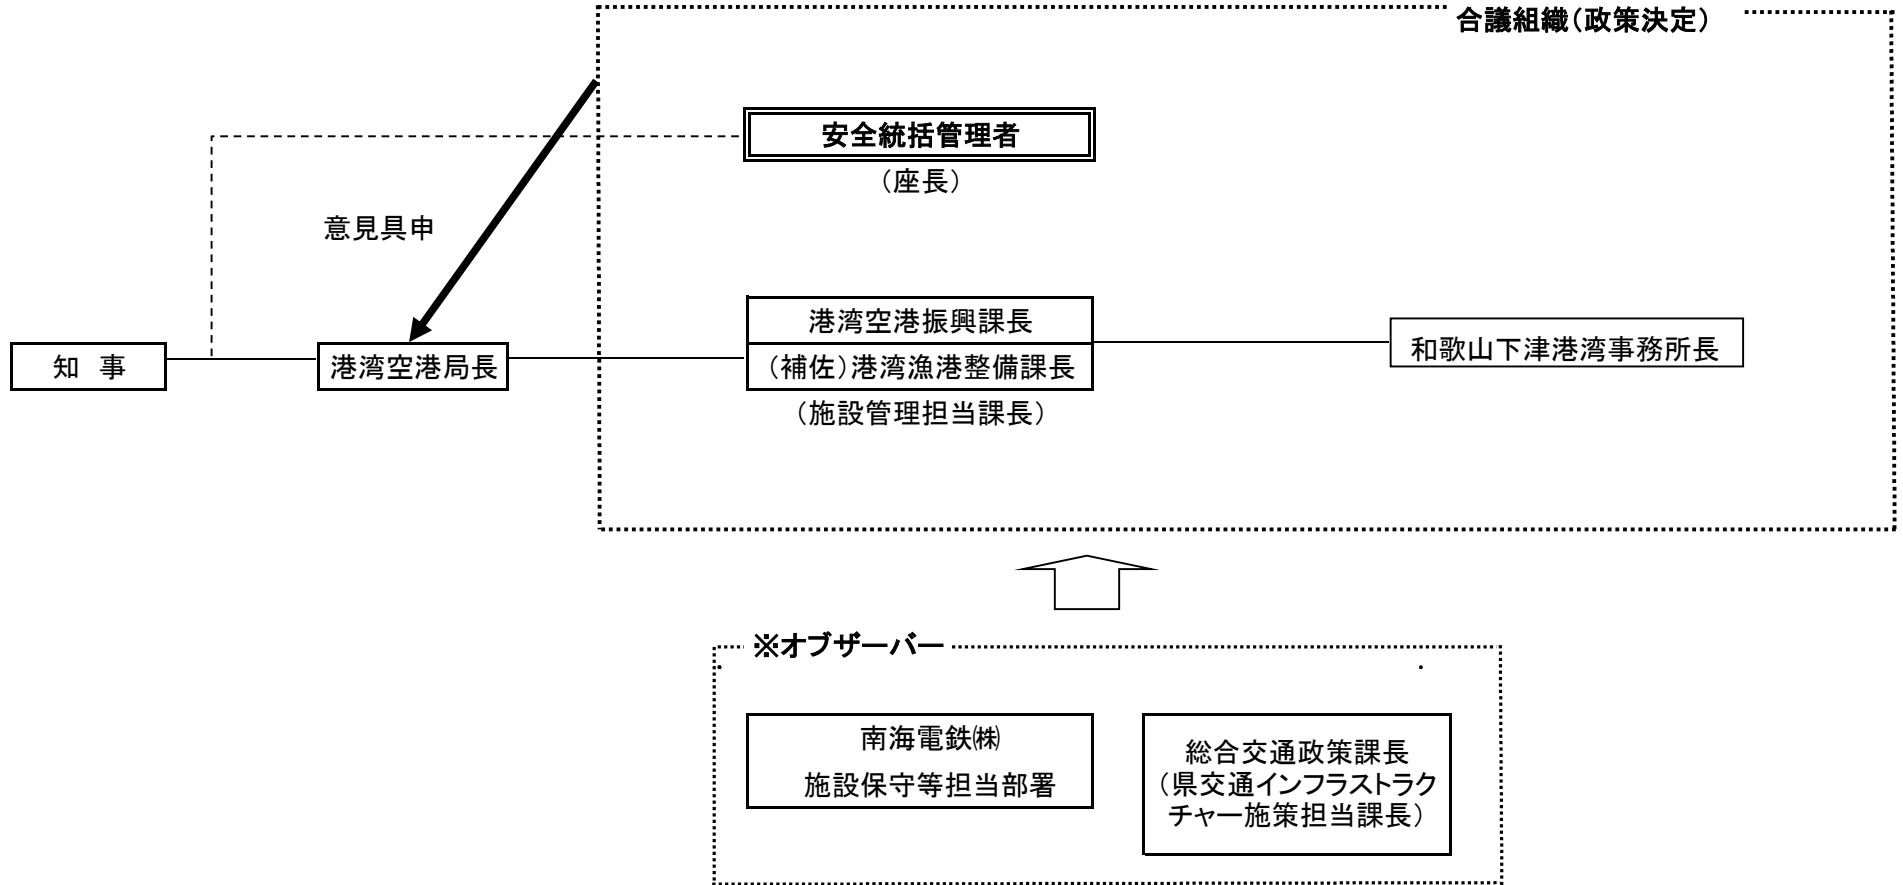 合議組織（政策決定）
安全統括管理者
（座長）
意見具申
知　事
港湾空港局長
港湾空港振興課長
（補佐）港湾漁港整備課長
（施設管理担当課長）
和歌山下津港湾事務所長
※オブザーバー
南海電鉄㈱
施設保守等担当部署
総合交通政策課長
（県交通インフラストラク
チャー施策担当課長）